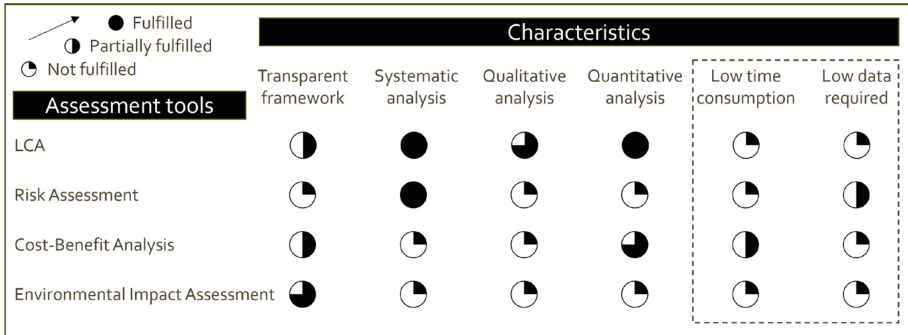 Fulfilled
Partially fulfilled
Not fulfilled
Characteristics
Assessment tools
Transparent framework
Systematic analysis
Qualitative analysis
Quantitative analysis
Low time consumption
Low data required
LCA
Risk Assessment
Cost-Benefit Analysis
Environmental Impact Assessment